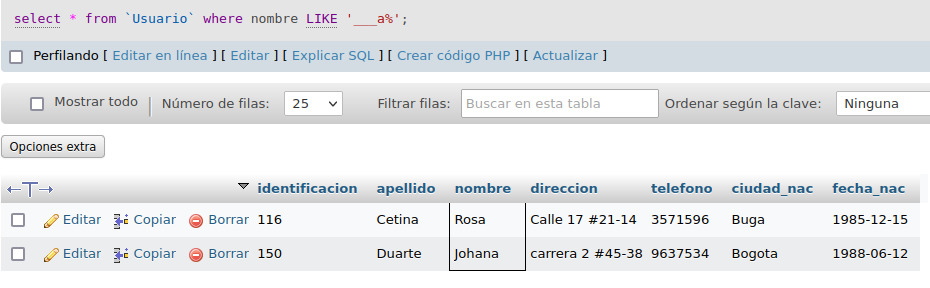 select * from `Usuario` where nombre LIKE '___a%';
Perfilando [ Editar en línea ] [ Editar ] [ Explicar SQL ] [ Crear código PHP ] [ Actualizar ]
Mostrar todo | Número de filas: 25 Filtrar filas: Buscar en esta tabla Ordenar según la clave: Ninguna
Opciones extra
←T→ identificacion apellido nombre direccion telefono ciudad_nac fecha_nac
Editar Copiar Borrar 116 Cetina Rosa Calle 17 #21-14 3571596 Buga 1985-12-15
Editar Copiar Borrar 150 Duarte Johana carrera 2 #45-38 9637534 Bogota 1988-06-12